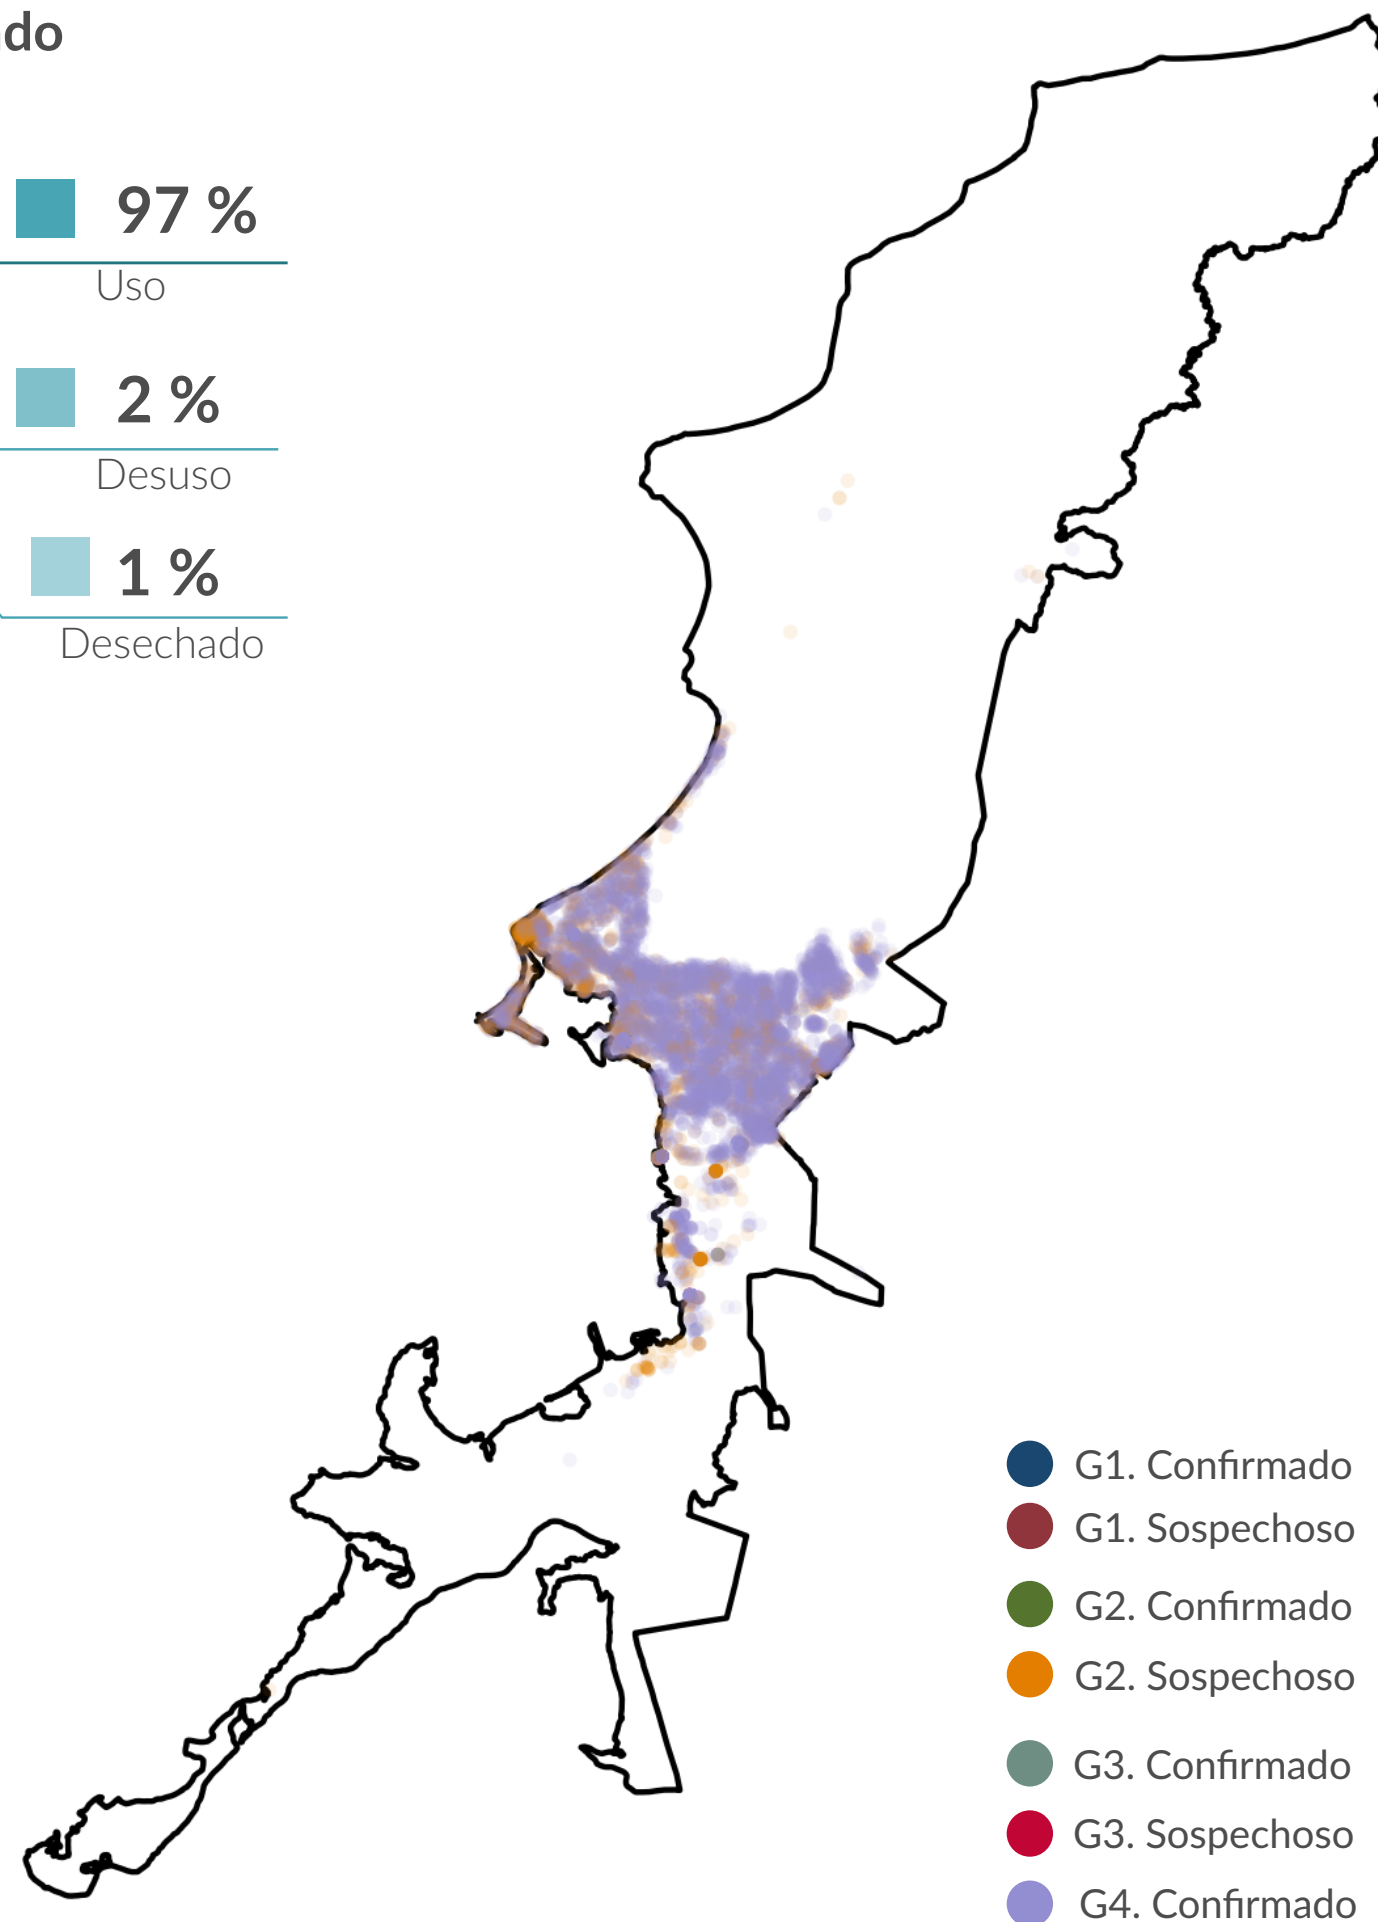 97 %
Uso
2 %
Desuso
1 %
Desechado
G1. Confirmado
G1. Sospechoso
G2. Confirmado
G2. Sospechoso
G3. Confirmado
G3. Sospechoso
G4. Confirmado